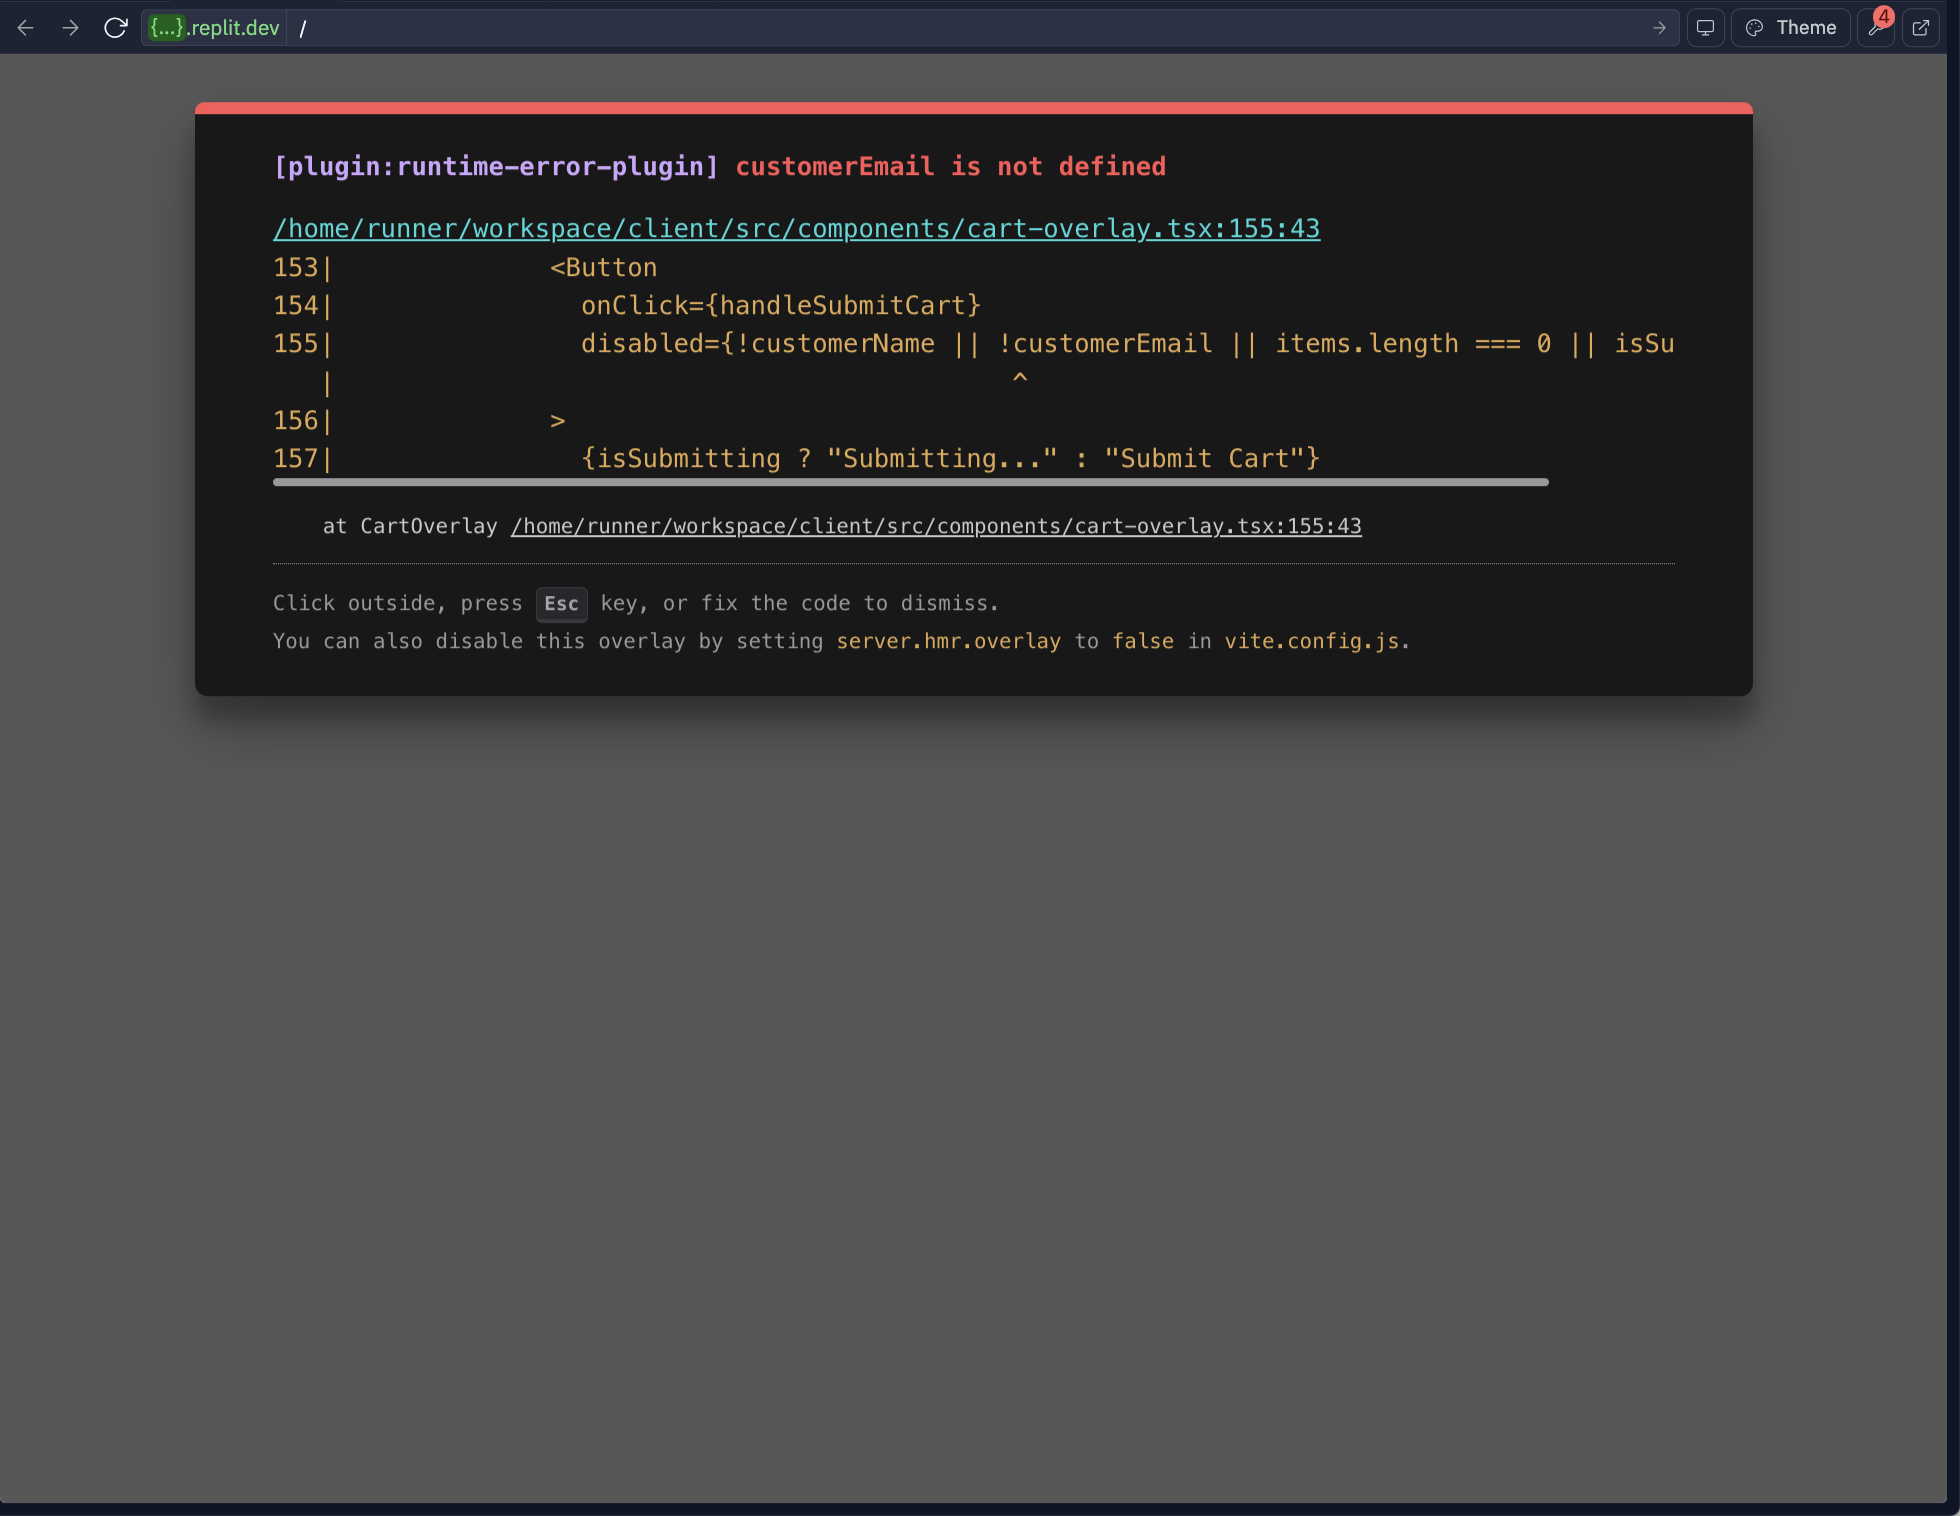 {...}.replit.dev /
Theme
4
[plugin:runtime-error-plugin] customerEmail is not defined
/home/runner/workspace/client/src/components/cart-overlay.tsx:155:43
153|               <Button
154|                 onClick={handleSubmitCart}
155|                 disabled={!customerName || !customerEmail || items.length === 0 || isSu
   |                                             ^
156|               >
157|                 {isSubmitting ? "Submitting..." : "Submit Cart"}
at CartOverlay /home/runner/workspace/client/src/components/cart-overlay.tsx:155:43
Click outside, press Esc key, or fix the code to dismiss.
You can also disable this overlay by setting server.hmr.overlay to false in vite.config.js.